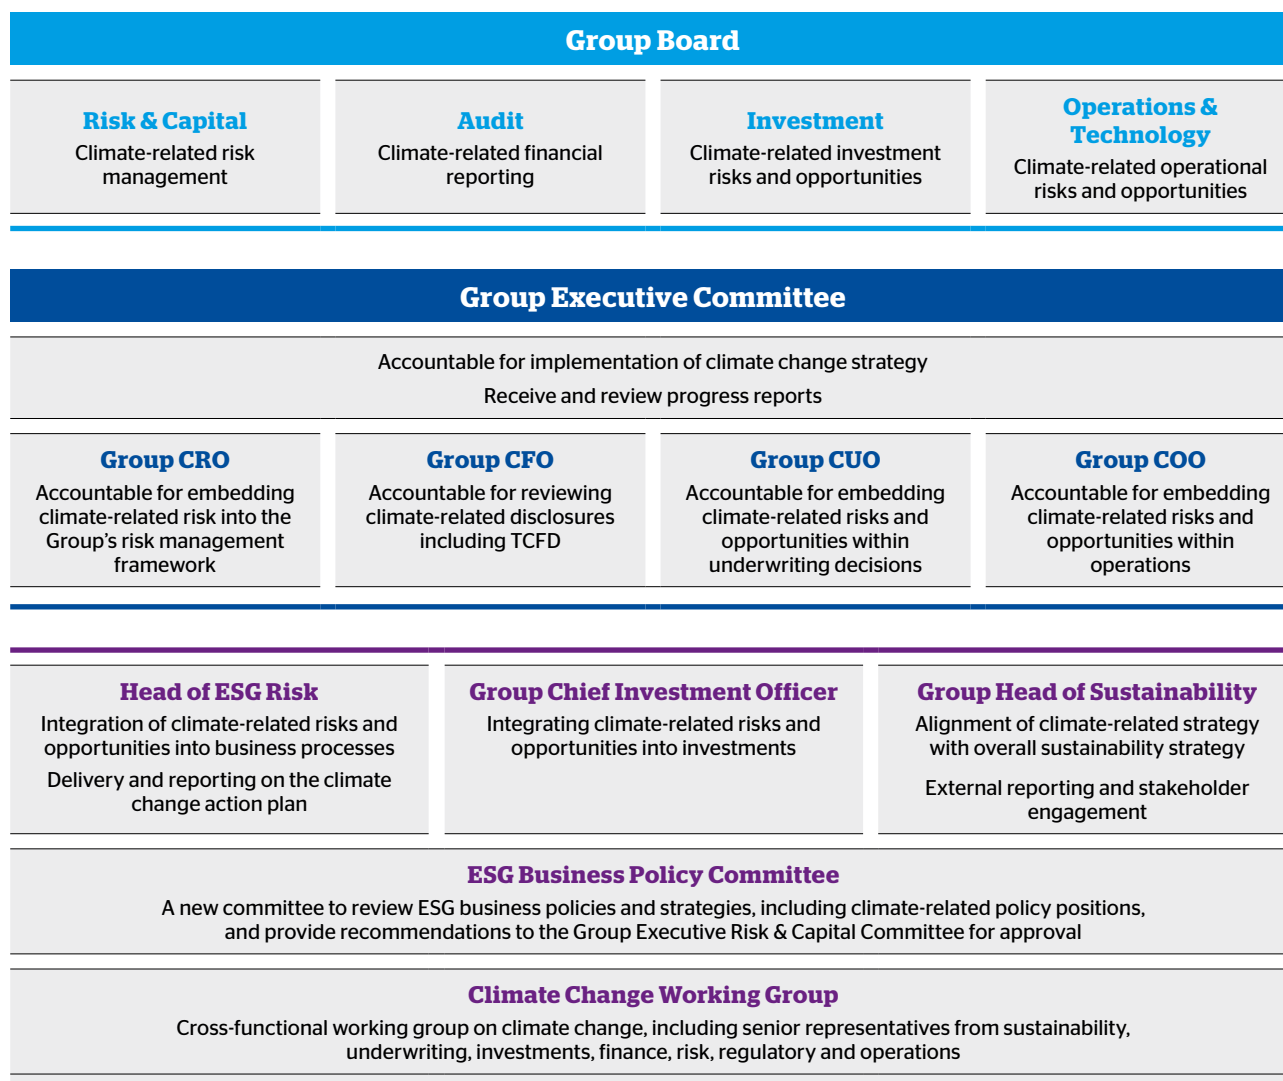 Group Board
Risk & Capital
Climate-related risk
management
Audit
Climate-related financial
reporting
Investment
Climate-related investment
risks and opportunities
Operations &
Technology
Climate-related operational
risks and opportunities
Group Executive Committee
Accountable for implementation of climate change strategy
Receive and review progress reports
Group CRO
Accountable for embedding
climate-related risk into the
Group's risk management
framework
Group CFO
Accountable for reviewing
climate-related disclosures
including TCFD
Group CUO
Accountable for embedding
climate-related risks and
opportunities within
underwriting decisions
Group COO
Accountable for embedding
climate-related risks and
opportunities within
operations
Head of ESG Risk
Integration of climate-related risks and
opportunities into business processes
Delivery and reporting on the climate
change action plan
Group Chief Investment Officer
Integrating climate-related risks and
opportunities into investments
Group Head of Sustainability
Alignment of climate-related strategy
with overall sustainability strategy
External reporting and stakeholder
engagement
ESG Business Policy Committee
A new committee to review ESG business policies and strategies, including climate-related policy positions,
and provide recommendations to the Group Executive Risk & Capital Committee for approval
Climate Change Working Group
Cross-functional working group on climate change, including senior representatives from sustainability,
underwriting, investments, finance, risk, regulatory and operations